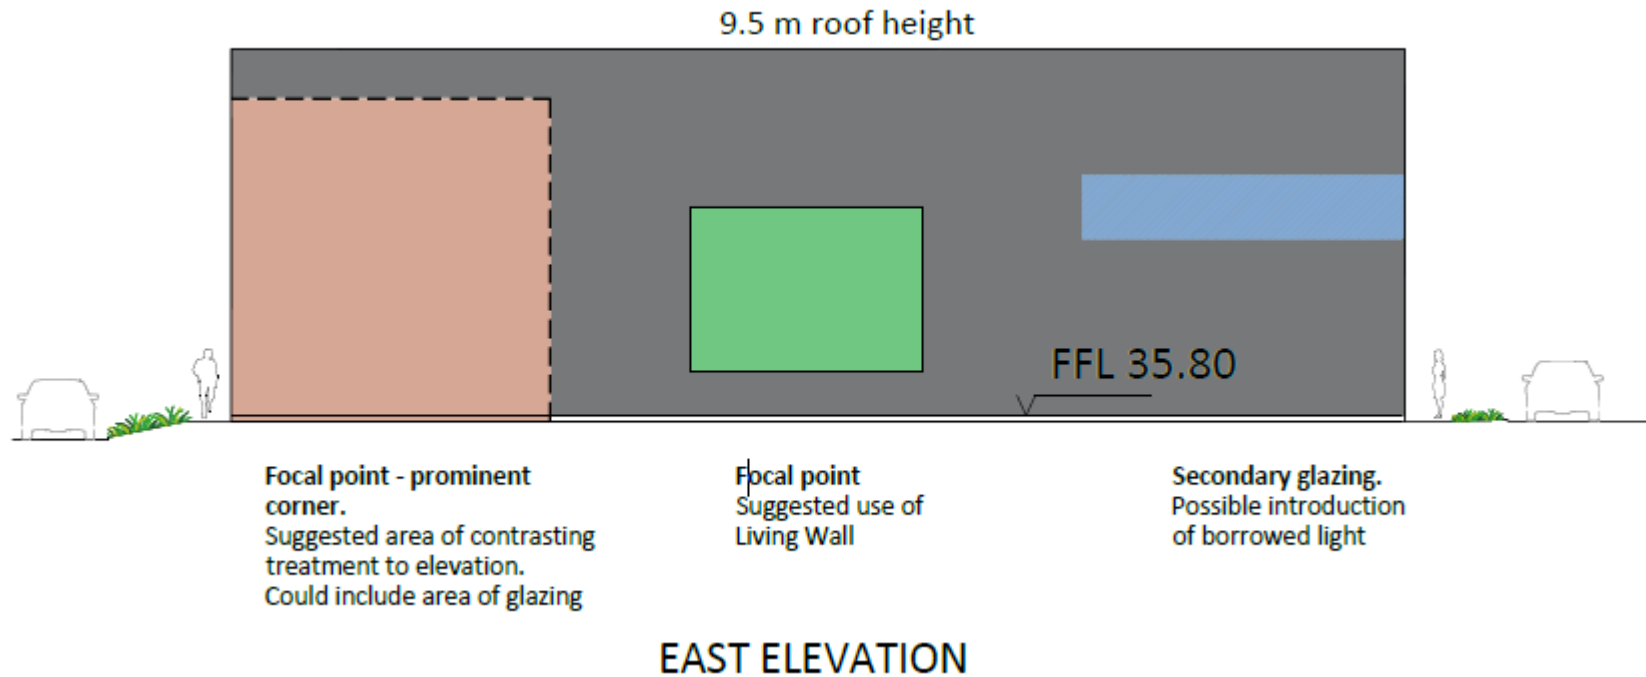 9.5 m roof height
FFL 35.80
Focal point - prominent
corner.
Suggested area of contrasting
treatment to elevation.
Could include area of glazing
Focal point
Suggested use of
Living Wall
Secondary glazing.
Possible introduction
of borrowed light
EAST ELEVATION